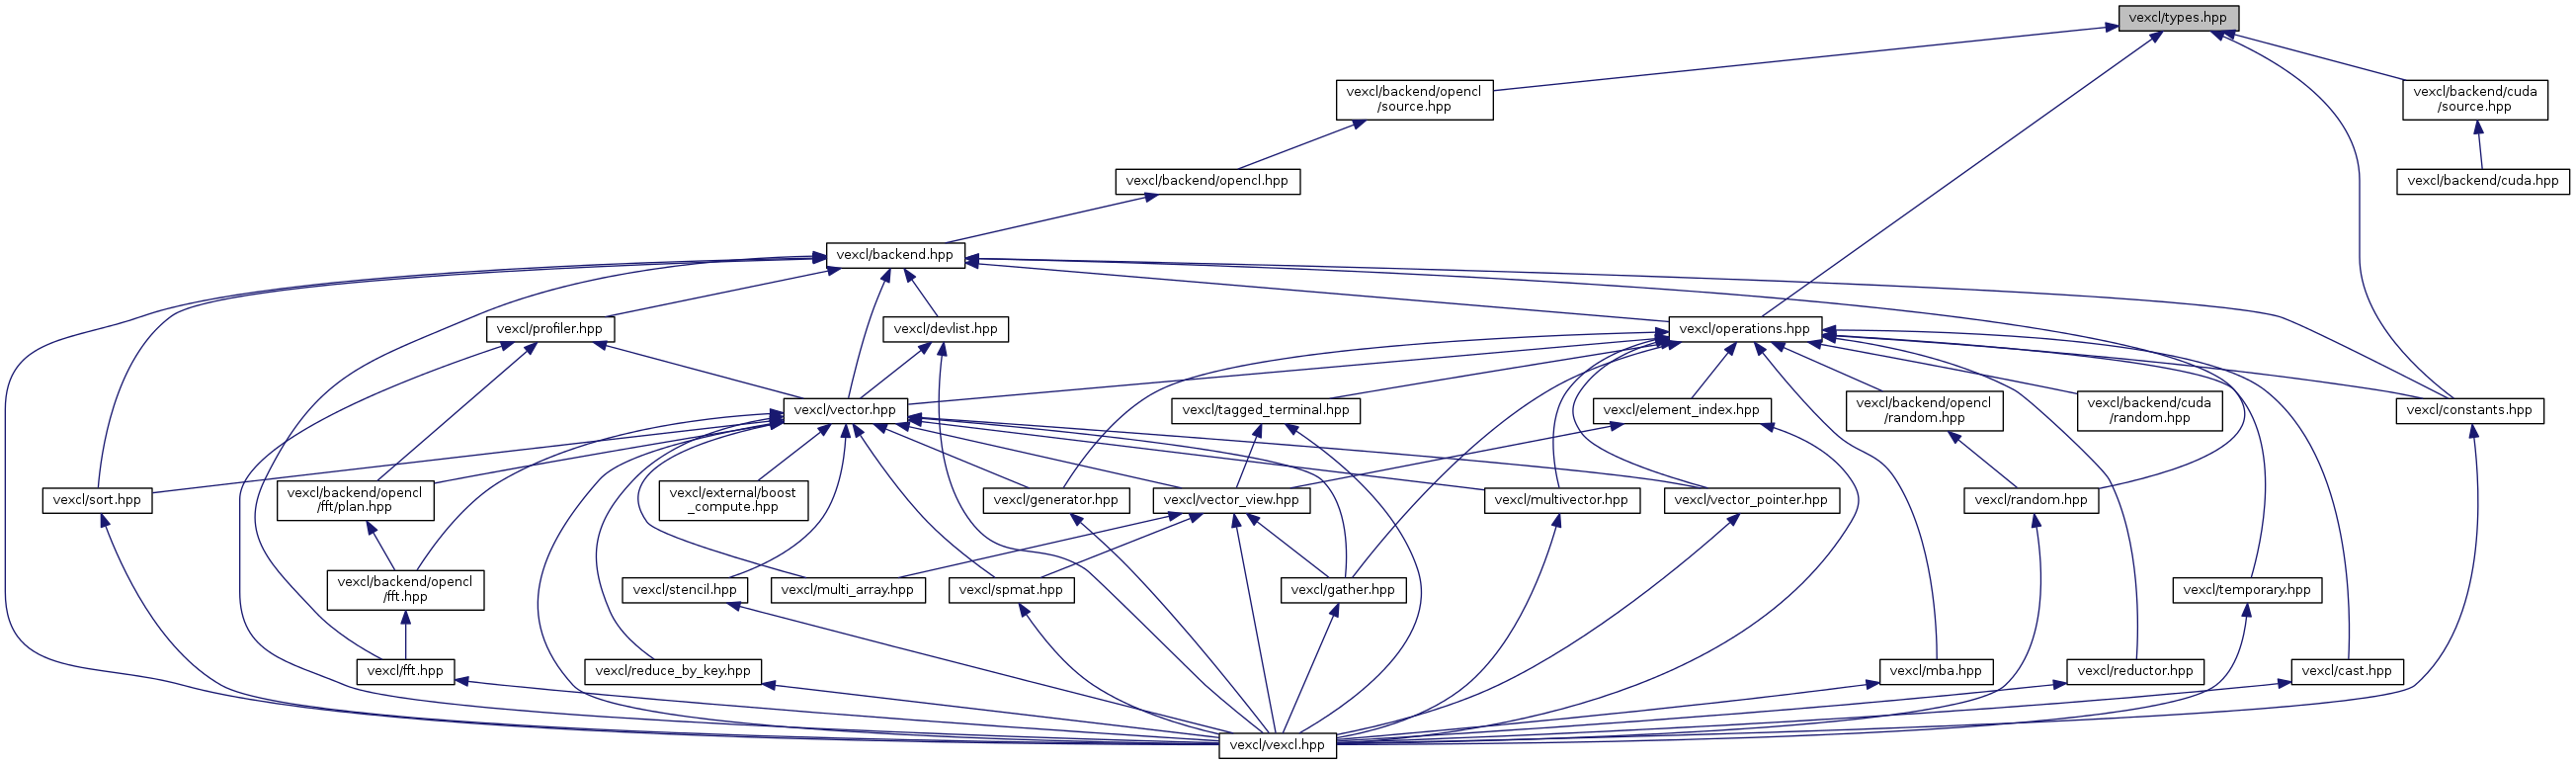 vexcl/types.hpp
vexcl/backend/opencl
/source.hpp
vexcl/backend/cuda
/source.hpp
vexcl/backend/opencl.hpp
vexcl/backend/cuda.hpp
vexcl/backend.hpp
vexcl/profiler.hpp
vexcl/devlist.hpp
vexcl/operations.hpp
vexcl/vector.hpp
vexcl/tagged_terminal.hpp
vexcl/element_index.hpp
vexcl/backend/opencl
/random.hpp
vexcl/backend/cuda
/random.hpp
vexcl/constants.hpp
vexcl/sort.hpp
vexcl/backend/opencl
/fft/plan.hpp
vexcl/external/boost
_compute.hpp
vexcl/generator.hpp
vexcl/vector_view.hpp
vexcl/multivector.hpp
vexcl/vector_pointer.hpp
vexcl/random.hpp
vexcl/backend/opencl
/fft.hpp
vexcl/stencil.hpp
vexcl/multi_array.hpp
vexcl/spmat.hpp
vexcl/gather.hpp
vexcl/temporary.hpp
vexcl/fft.hpp
vexcl/reduce_by_key.hpp
vexcl/mba.hpp
vexcl/reductor.hpp
vexcl/cast.hpp
vexcl/vexcl.hpp